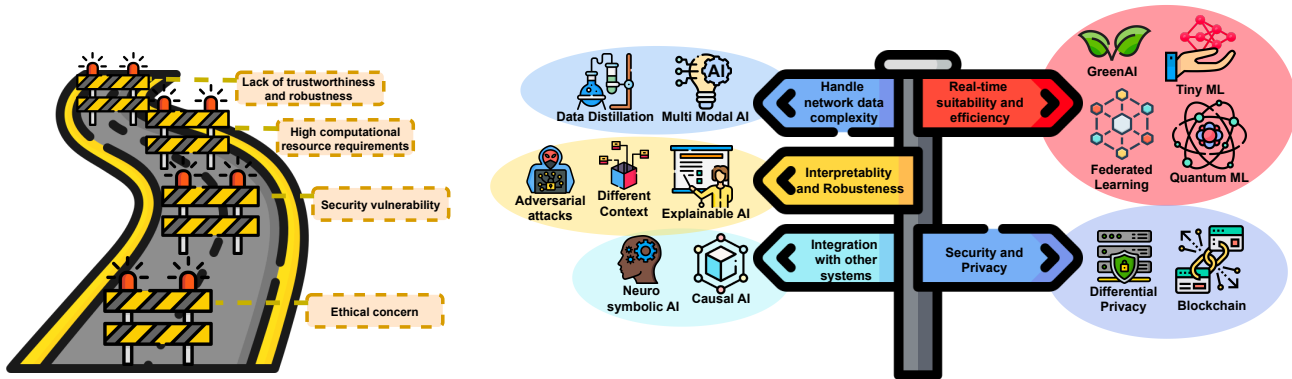 Lack of trustworthiness
and robustness
High computational
resource requirements
Security vulnerability
Ethical concern
Data Distillation
AI
Multi Modal AI
Handle
network data
complexity
Real-time
suitability and
efficiency
GreenAI
Tiny ML
Federated
Learning
Quantum ML
Adversarial
attacks
Different
Context
Explainable AI
Interpretablity
and Robusteness
Neuro
symbolic AI
Causal AI
Integration
with other
systems
Security and
Privacy
Differential
Privacy
Blockchain